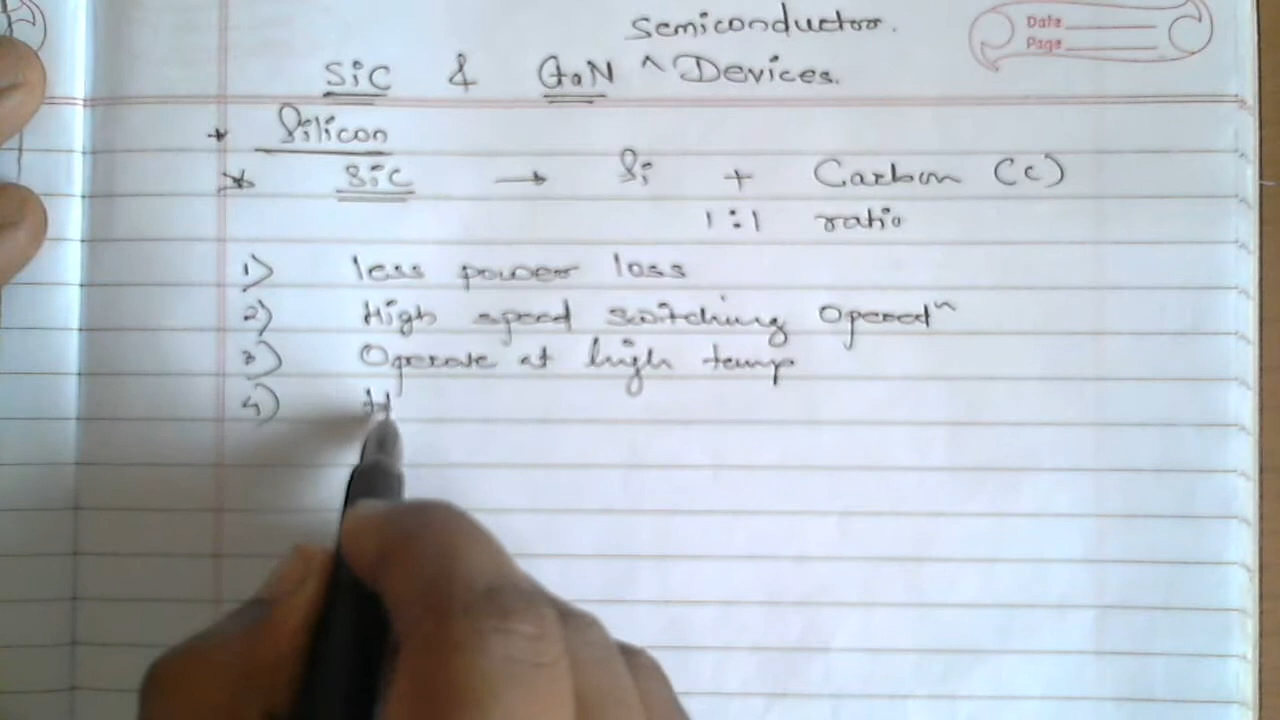 Date
Page
Semiconductor.
SiC & GaN ^ Devices.
* Silicon
* SiC → Si + Carbon (C)
1:1 ratio
1) less power loss
2) High speed switching Operatⁿ
3) Operate at high temp
4) H